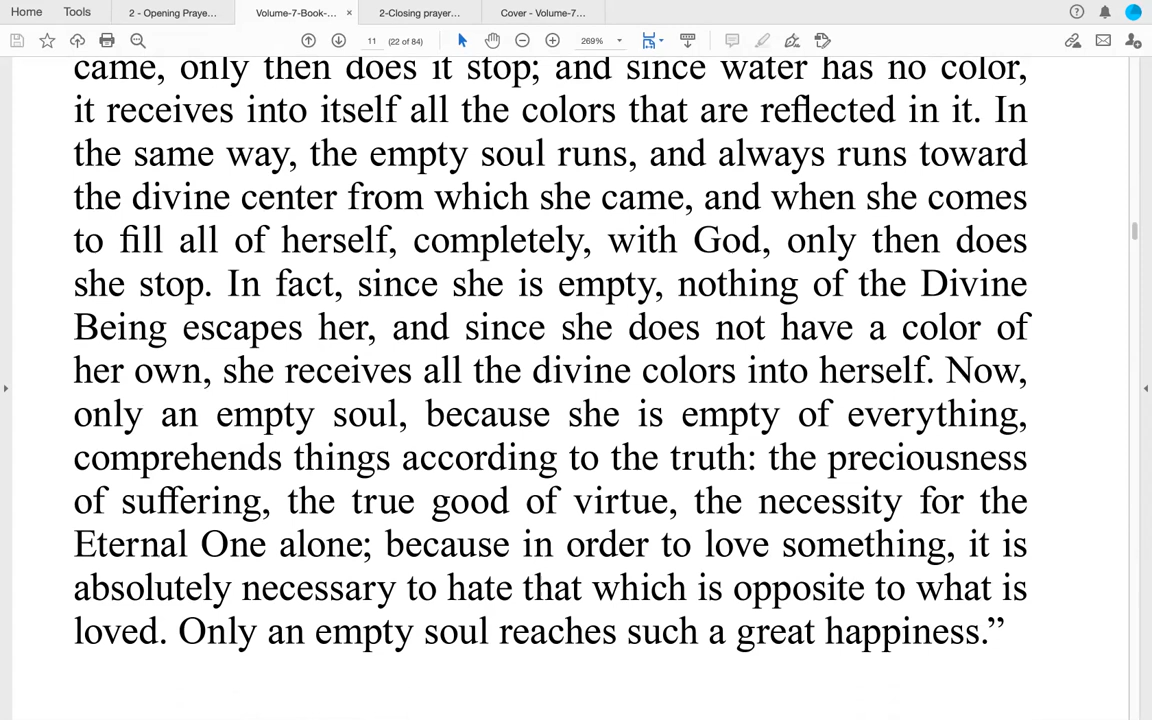 Home Tools 2 - Opening Praye... Volume-7-Book-... × 2-Closing prayer... Cover - Volume-7...
11 (22 of 84) 269%
came, only then does it stop; and since water has no color,
it receives into itself all the colors that are reflected in it. In
the same way, the empty soul runs, and always runs toward
the divine center from which she came, and when she comes
to fill all of herself, completely, with God, only then does
she stop. In fact, since she is empty, nothing of the Divine
Being escapes her, and since she does not have a color of
her own, she receives all the divine colors into herself. Now,
only an empty soul, because she is empty of everything,
comprehends things according to the truth: the preciousness
of suffering, the true good of virtue, the necessity for the
Eternal One alone; because in order to love something, it is
absolutely necessary to hate that which is opposite to what is
loved. Only an empty soul reaches such a great happiness.”